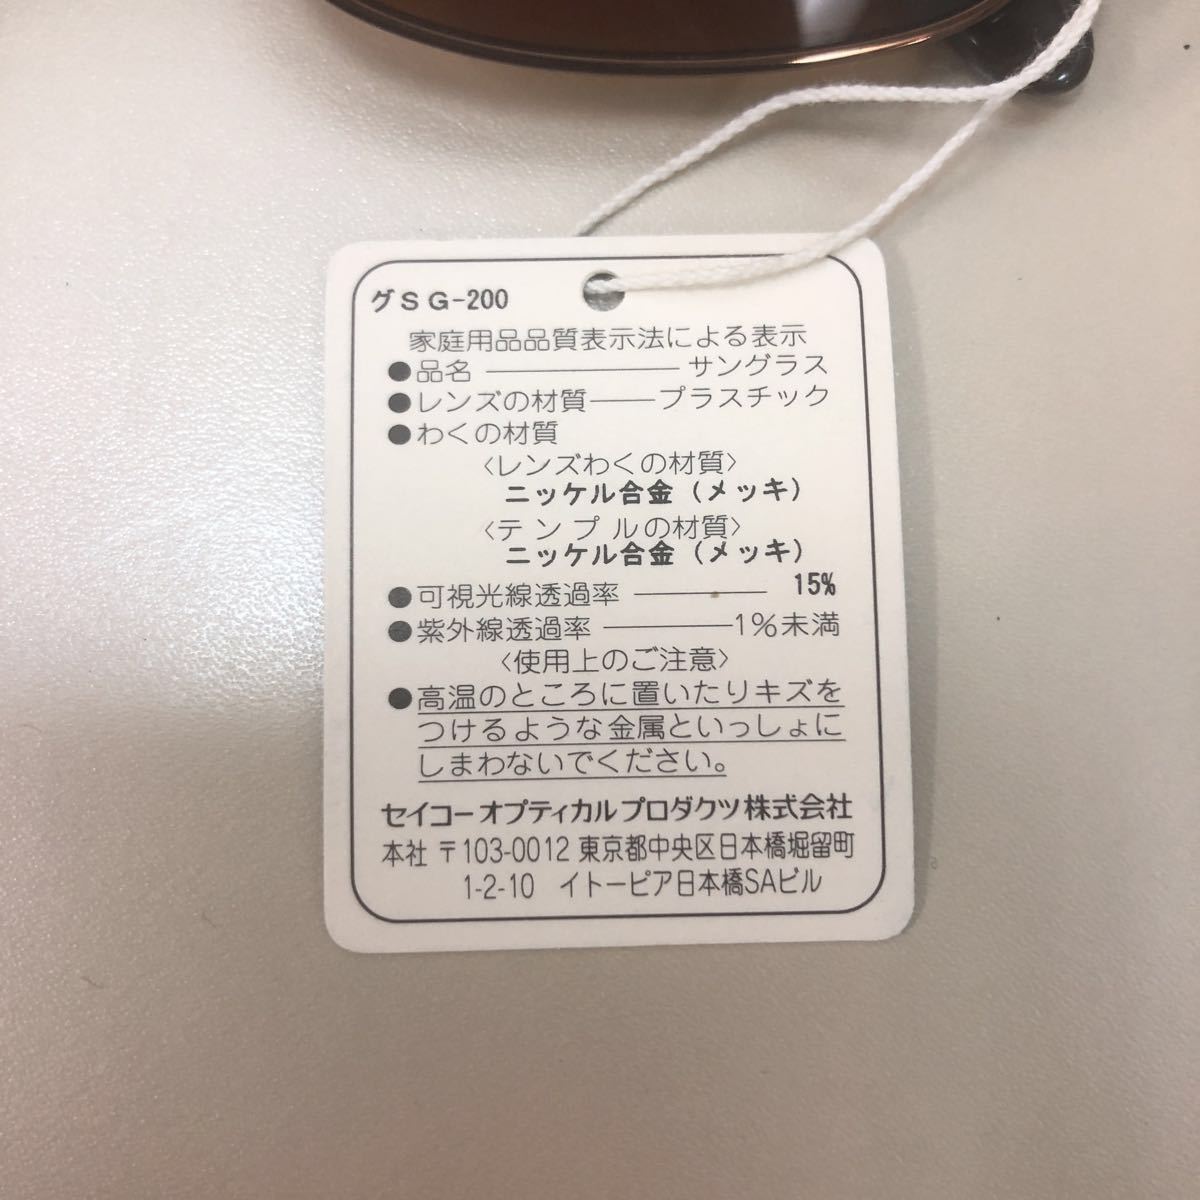 グＳＧ-200
家庭用品品質表示法による表示
●品名 ―――――― サングラス
●レンズの材質――プラスチック
●わくの材質
〈レンズわくの材質〉
ニッケル合金（メッキ）
〈テンプルの材質〉
ニッケル合金（メッキ）
●可視光線透過率 ―――― 15%
●紫外線透過率 ――――1%未満
〈使用上のご注意〉
●高温のところに置いたりキズを
つけるような金属といっしょに
しまわないでください。
セイコーオプティカルプロダクツ株式会社
本社 〒103-0012 東京都中央区日本橋堀留町
1-2-10 イトーピア日本橋SAビル